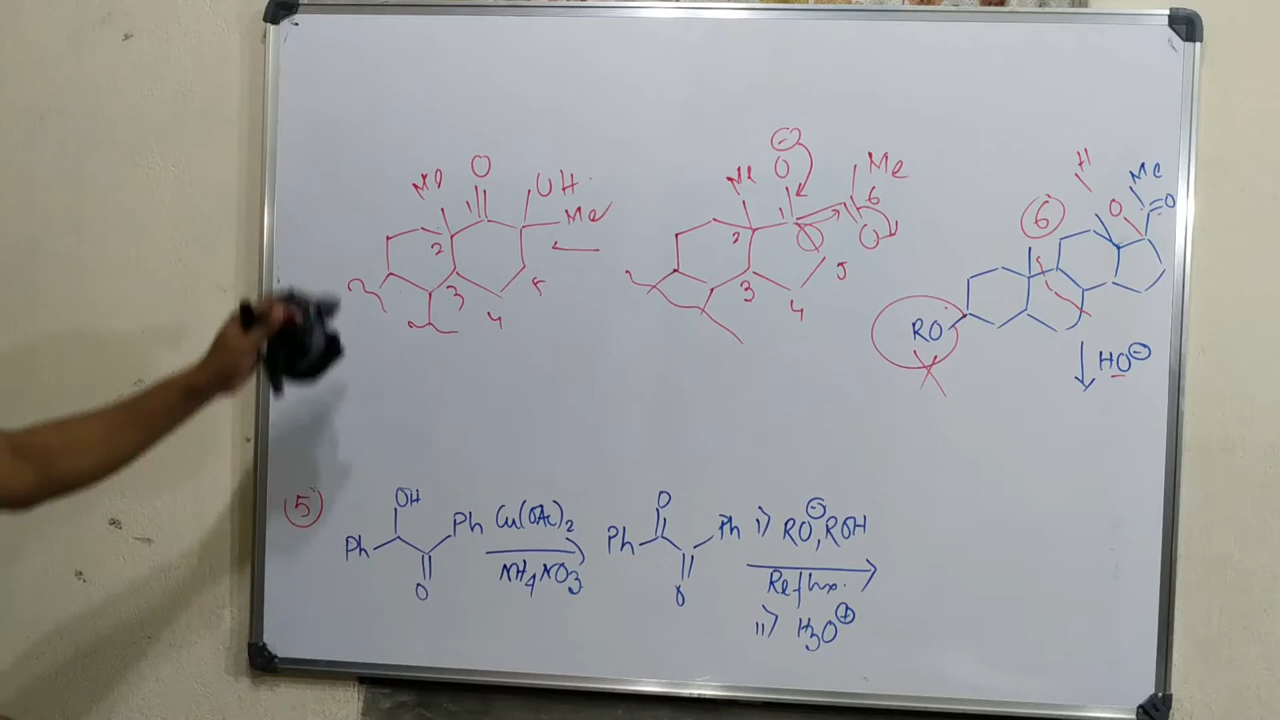 O
Me
OH
1
Me
2
3
4
5
⊖
O
Me
Me
1
6
2
O
5
3
4
H
6
Me
O
O
RO
HO⊖
5
OH
Ph
Ph
O
Cu(OAc)2
NH4NO3
O
Ph
Ph
O
i) RO⊖, ROH
Reflux.
ii) H3O⊕